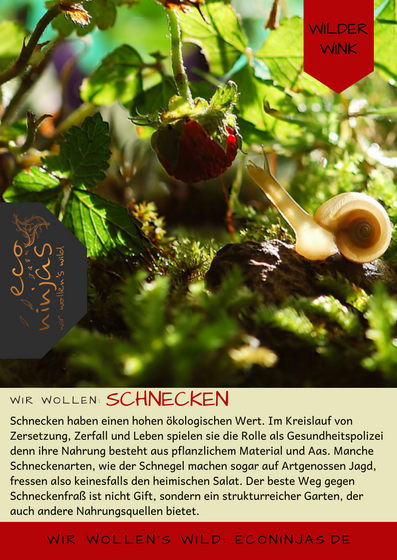 WILDER
WINK
eco
ninjas
wir wollen's wild
WIR WOLLEN: SCHNECKEN
Schnecken haben einen hohen ökologischen Wert. Im Kreislauf von
Zersetzung, Zerfall und Leben spielen sie die Rolle als Gesundheitspolizei
denn ihre Nahrung besteht aus pflanzlichem Material und Aas. Manche
Schneckenarten, wie der Schnegel machen sogar auf Artgenossen Jagd,
fressen also keinesfalls den heimischen Salat. Der beste Weg gegen
Schneckenfraß ist nicht Gift, sondern ein strukturreicher Garten, der
auch andere Nahrungsquellen bietet.
WIR WOLLEN'S WILD: ECONINJAS.DE